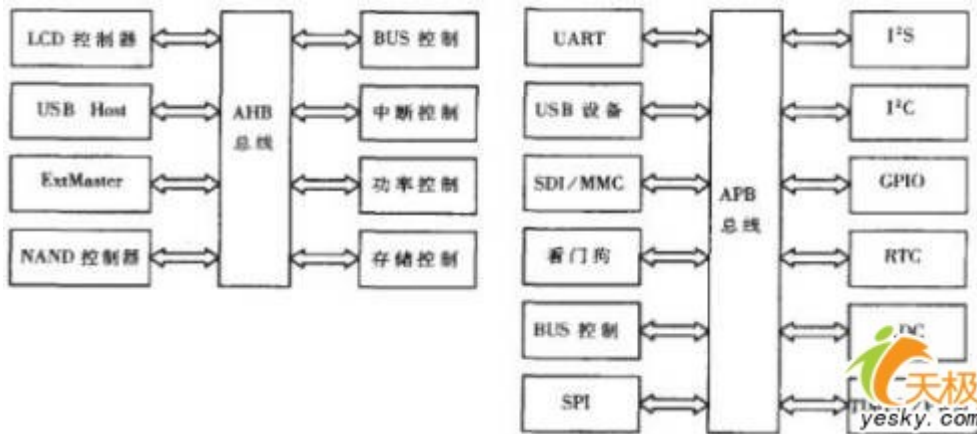 LCD 控制器
USB Host
ExtMaster
NAND 控制器
AHB
总线
BUS 控制
中断控制
功率控制
存储控制
UART
USB 设备
SDI/MMC
看门狗
BUS 控制
SPI
APB
总线
I²S
I²C
GPIO
RTC
天极
yesky.com